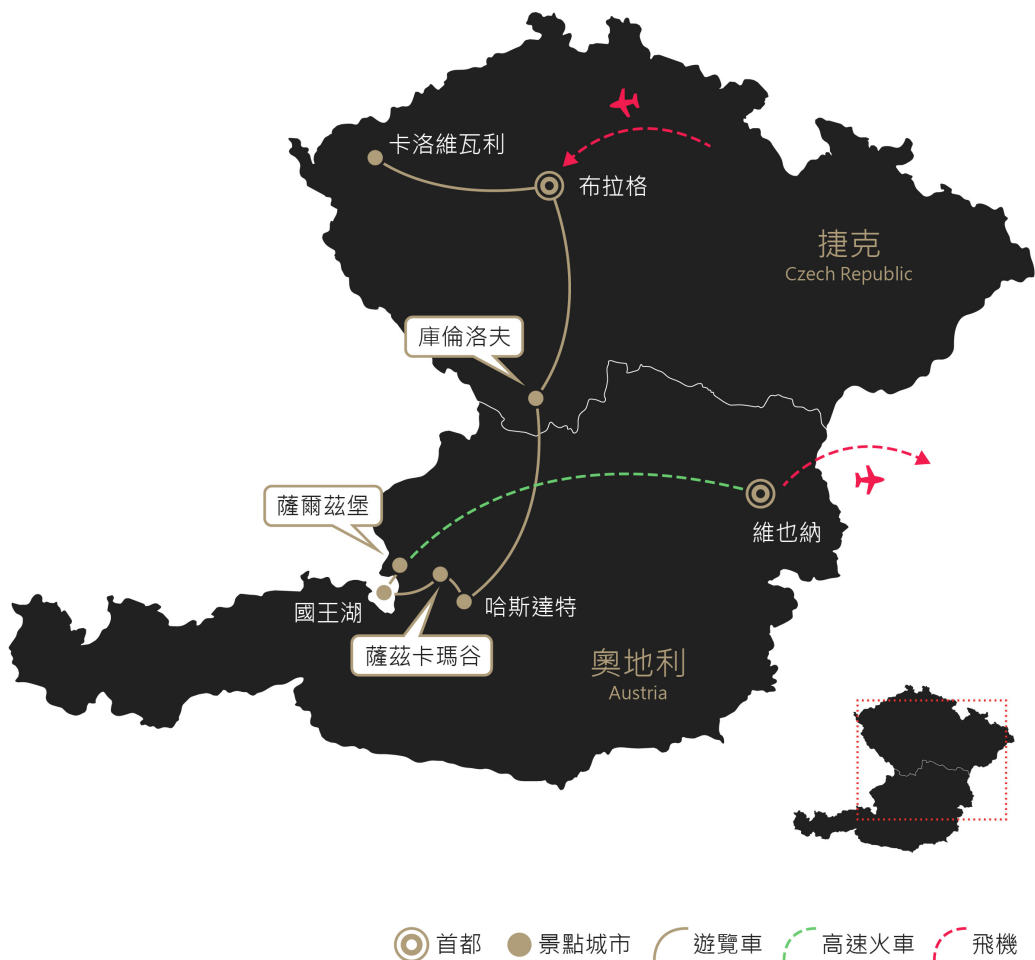 卡洛維瓦利
布拉格
捷克
Czech Republic
庫倫洛夫
薩爾茲堡
維也納
國王湖
哈斯達特
薩茲卡瑪谷
奧地利
Austria
首都
景點城市
遊覽車
高速火車
飛機